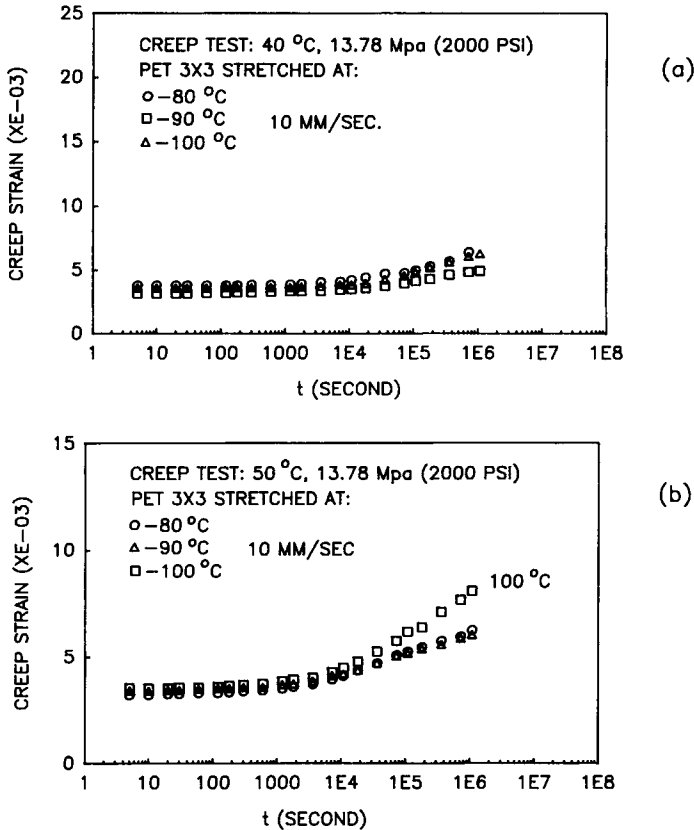 25
20
15
10
5
0
CREEP STRAIN (XE-03)
CREEP TEST: 40 °C, 13.78 Mpa (2000 PSI)
PET 3X3 STRETCHED AT:
○-80 °C
□-90 °C 10 MM/SEC.
△-100 °C
(a)
1 10 100 1000 1E4 1E5 1E6 1E7 1E8
t (SECOND)
15
10
5
0
CREEP STRAIN (XE-03)
CREEP TEST: 50 °C, 13.78 Mpa (2000 PSI)
PET 3X3 STRETCHED AT:
○-80 °C
△-90 °C 10 MM/SEC
□-100 °C
100 °C
(b)
1 10 100 1000 1E4 1E5 1E6 1E7 1E8
t (SECOND)